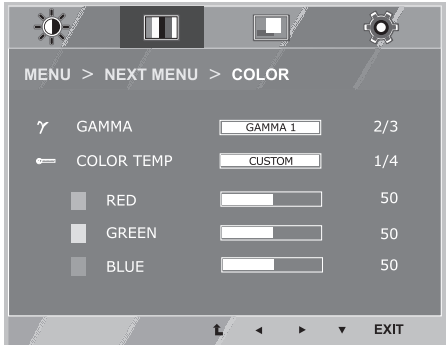 MENU > NEXT MENU > COLOR
γ GAMMA GAMMA 1 2/3
COLOR TEMP CUSTOM 1/4
RED 50
GREEN 50
BLUE 50
EXIT